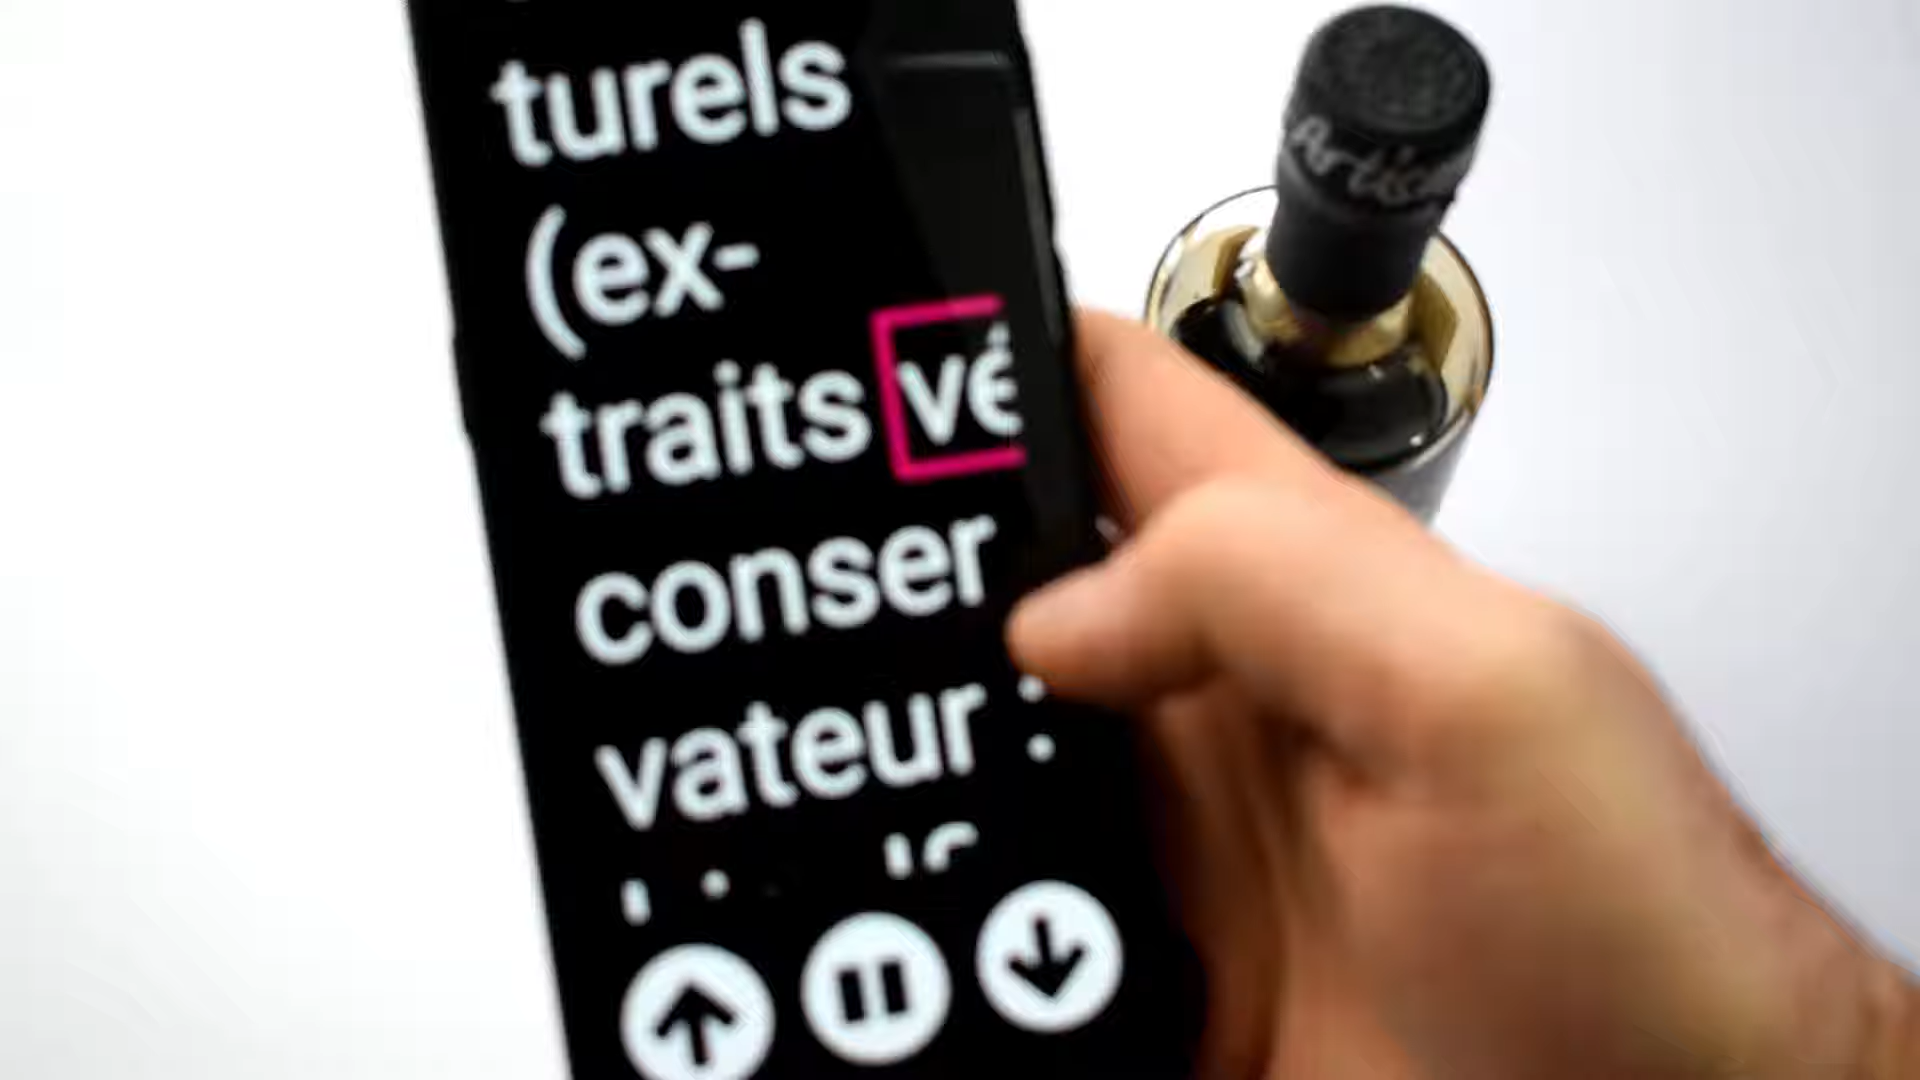 turels
(ex-
traits vé
conser
vateur :